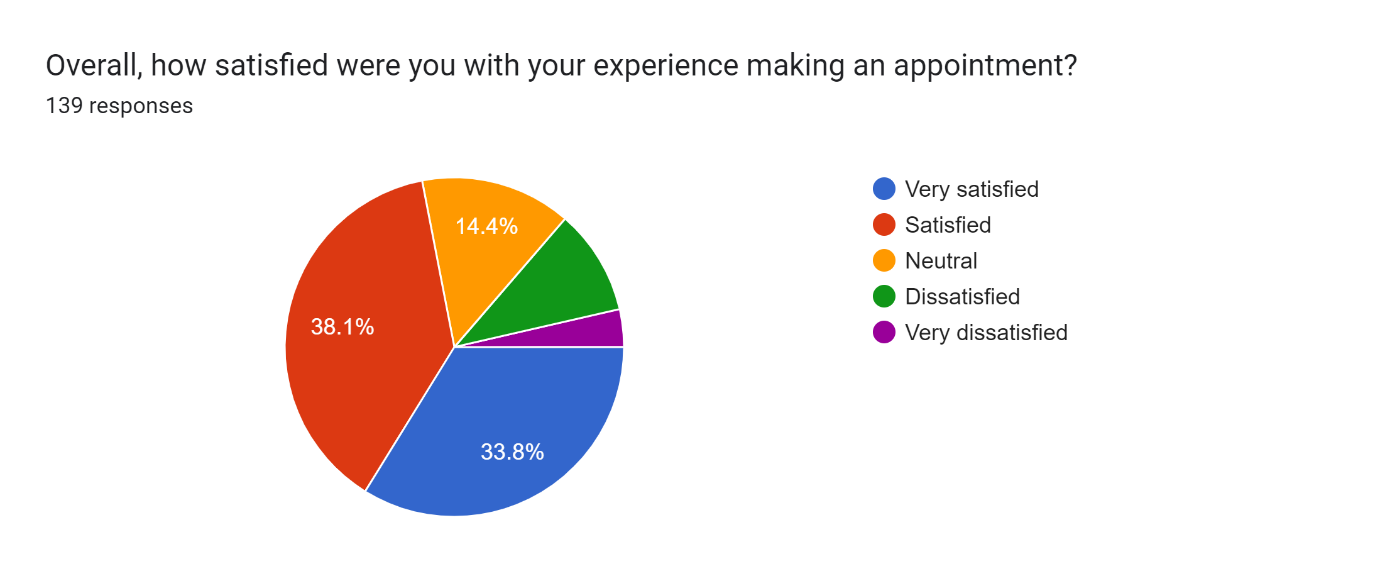 Overall, how satisfied were you with your experience making an appointment?
139 responses
14.4%
38.1%
33.8%
Very satisfied
Satisfied
Neutral
Dissatisfied
Very dissatisfied